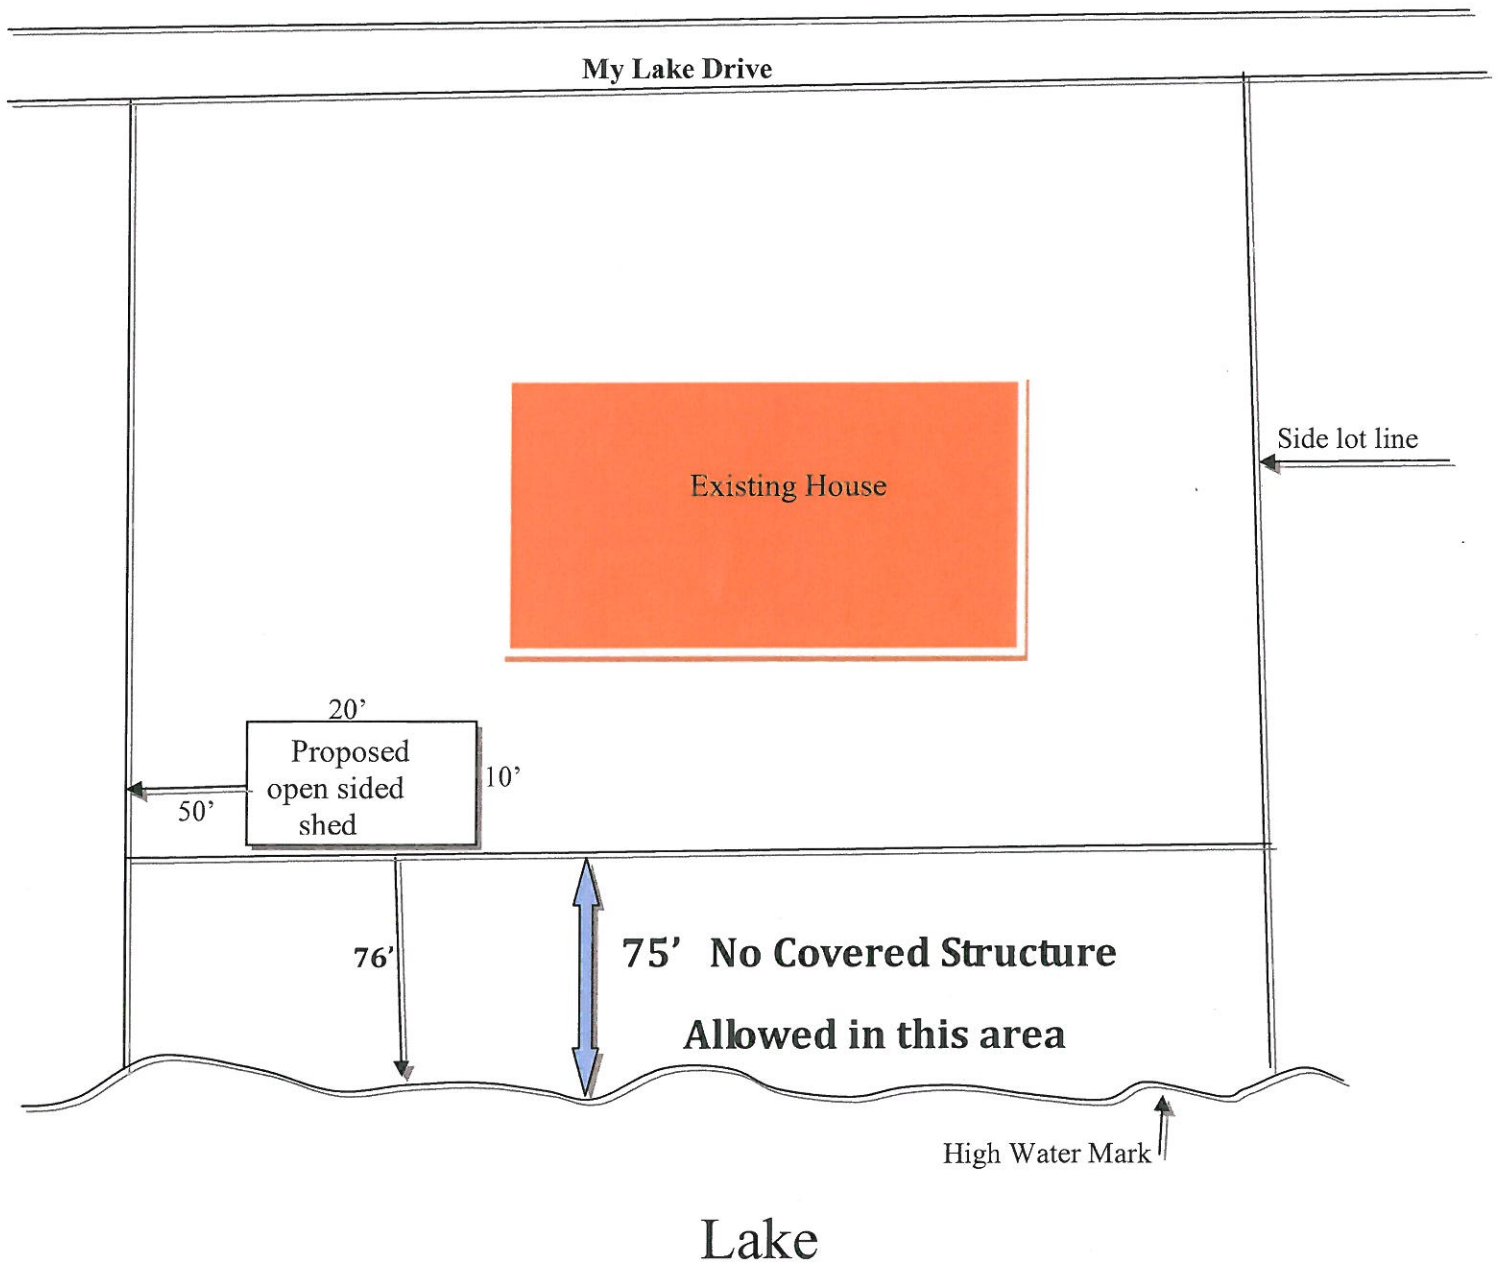 My Lake Drive
Side lot line
Existing House
20’
Proposed
open sided
shed
10’
50’
76’
75’ No Covered Structure
Allowed in this area
High Water Mark
Lake